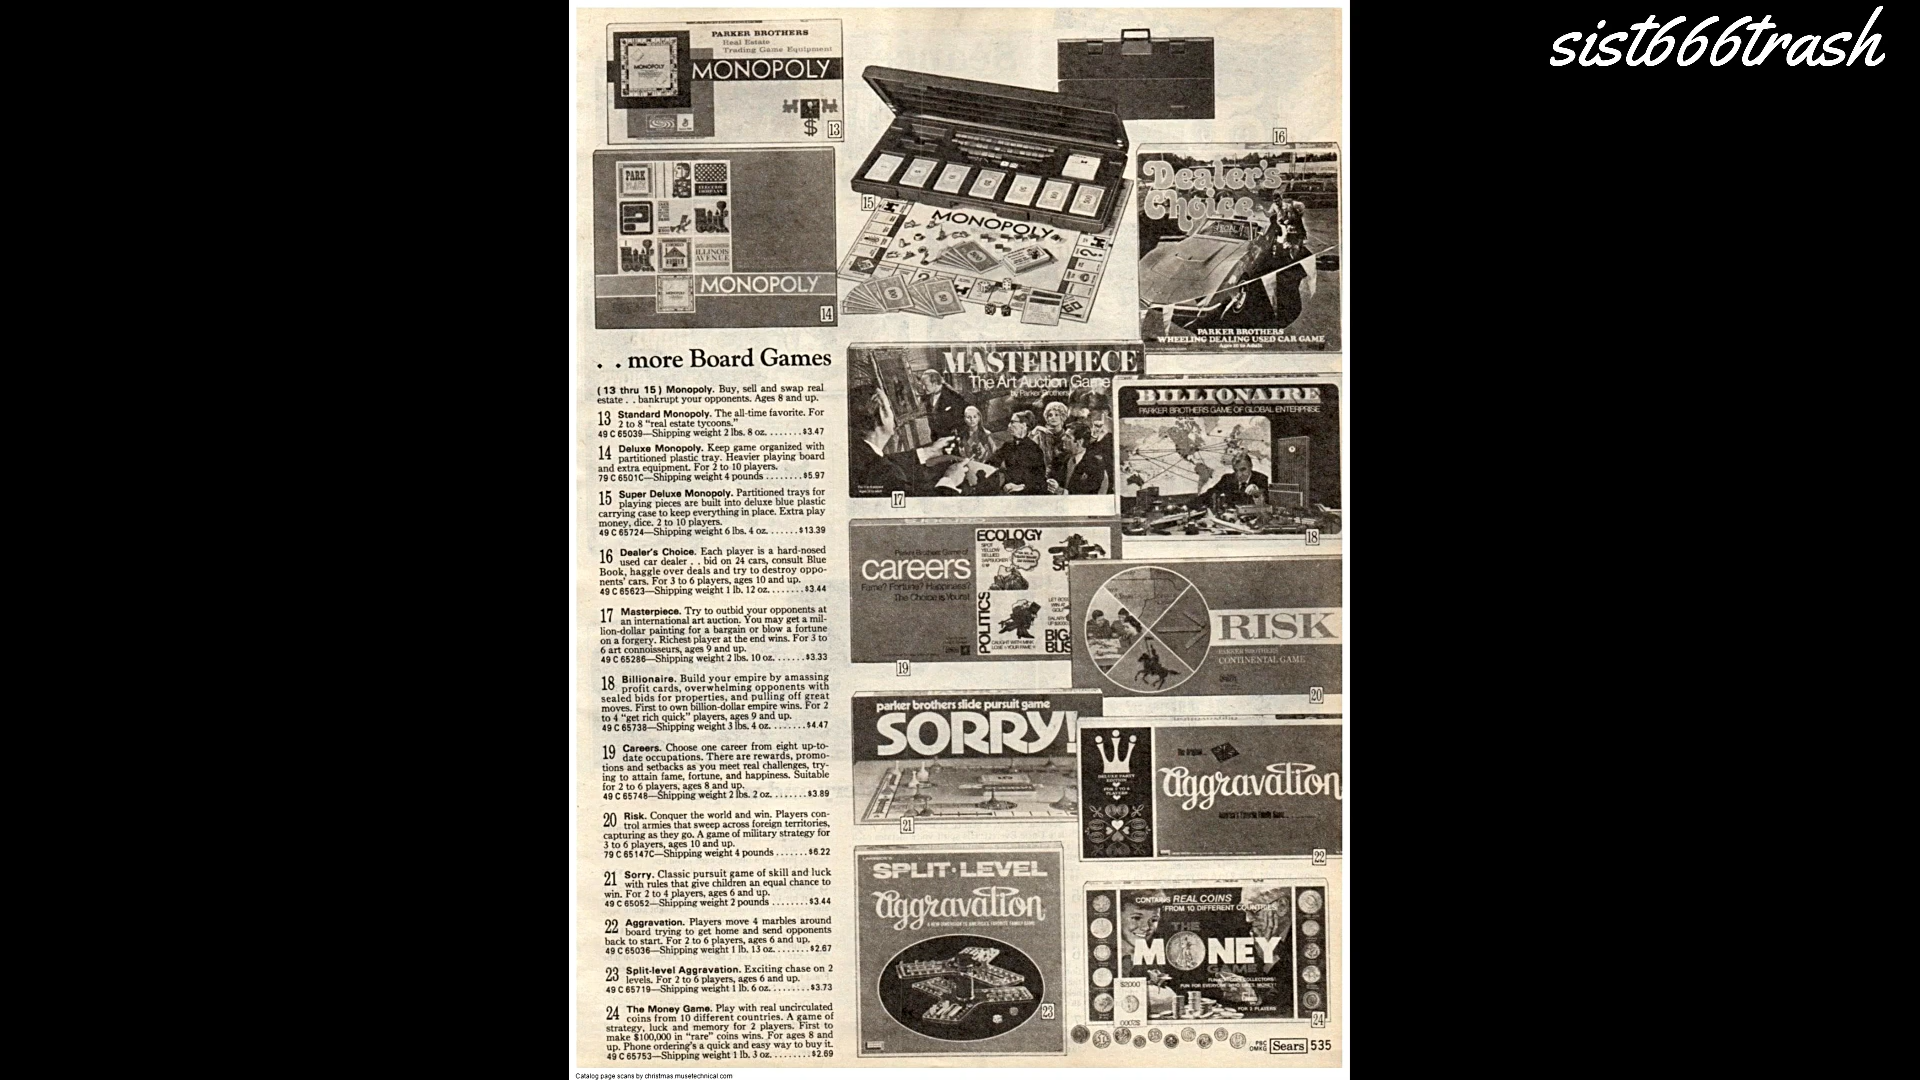 sist666trash
PARKER BROTHERS
Real Estate
Trading Game Equipment
MONOPOLY
13
MONOPOLY
14
15
MONOPOLY
16
Dealer's
Choice
PARKER BROTHERS
WHEELING DEALING USED CAR GAME
. . more Board Games
(13 thru 15) Monopoly. Buy, sell and swap real
estate . . bankrupt your opponents. Ages 8 and up.
13 Standard Monopoly. The all-time favorite. For
2 to 8 "real estate tycoons."
49 C 65039—Shipping weight 2 lbs. 8 oz. . . . . . . . $3.47
14 Deluxe Monopoly. Keep game organized with
partitioned plastic tray. Heavier playing board
and extra equipment. For 2 to 10 players.
79 C 6501C—Shipping weight 4 pounds . . . . . . . $5.97
15 Super Deluxe Monopoly. Partitioned trays for
playing pieces are built into deluxe blue plastic
carrying case to keep everything in place. Extra play
money, dice. 2 to 10 players.
49 C 65724—Shipping weight 6 lbs. 4 oz. . . . . . . $13.39
16 Dealer's Choice. Each player is a hard-nosed
used car dealer . . bid on 24 cars, consult Blue
Book, haggle over deals and try to destroy oppo-
nents' cars. For 3 to 6 players, ages 10 and up.
49 C 65623—Shipping weight 1 lb. 12 oz. . . . . . . . $3.44
17 Masterpiece. Try to outbid your opponents at
an international art auction. You may get a mil-
lion-dollar painting for a bargain or blow a fortune
on a forgery. Richest player at the end wins. For 3 to
6 art connoisseurs, ages 9 and up.
49 C 65286—Shipping weight 2 lbs. 10 oz. . . . . . . $3.33
18 Billionaire. Build your empire by amassing
profit cards, overwhelming opponents with
sealed bids for properties, and pulling off great
moves. First to own billion-dollar empire wins. For 2
to 4 "get rich quick" players, ages 9 and up.
49 C 65738—Shipping weight 3 lbs. 4 oz. . . . . . . . $4.47
19 Careers. Choose one career from eight up-to-
date occupations. There are rewards, promo-
tions and setbacks as you meet real challenges, try-
ing to attain fame, fortune, and happiness. Suitable
for 2 to 6 players, ages 8 and up.
49 C 65748—Shipping weight 2 lbs. 2 oz. . . . . . . . $3.89
20 Risk. Conquer the world and win. Players con-
trol armies that sweep across foreign territories,
capturing as they go. A game of military strategy for
3 to 6 players, ages 10 and up.
79 C 65147C—Shipping weight 4 pounds . . . . . . . $6.22
21 Sorry. Classic pursuit game of skill and luck
with rules that give children an equal chance to
win. For 2 to 4 players, ages 6 and up.
49 C 65052—Shipping weight 2 pounds . . . . . . . . $3.44
22 Aggravation. Players move 4 marbles around
board trying to get home and send opponents
back to start. For 2 to 6 players, ages 6 and up.
49 C 65036—Shipping weight 1 lb. 13 oz. . . . . . . . $2.67
23 Split-level Aggravation. Exciting chase on 2
levels. For 2 to 6 players, ages 6 and up.
49 C 65719—Shipping weight 1 lb. 6 oz. . . . . . . . . $3.73
24 The Money Game. Play with real uncirculated
coins from 10 different countries. A game of
strategy, luck and memory for 2 players. First to
make $100,000 in "rare" coins wins. For ages 8 and
up. Phone ordering's a quick and easy way to buy it.
49 C 65753—Shipping weight 1 lb. 3 oz. . . . . . . . . $2.69
MASTERPIECE
The Art Auction Game
by Parker Brothers
17
BILLIONAIRE
PARKER BROTHERS GAME OF GLOBAL ENTERPRISE
18
Parker Brothers Game of
careers
Fame? Fortune? Happiness?
The Choice is Yours!
ECOLOGY
POLITICS
19
RISK
PARKER BROTHERS
CONTINENTAL GAME
20
parker brothers slide pursuit game
SORRY!
21
The Original
aggravation
22
SPLIT·LEVEL
aggravation
23
CONTAINS REAL COINS
FROM 10 DIFFERENT COUNTRIES
THE
MONEY
GAME
$2000
24
Sears 535
Catalog page scans by christmas.musetechnical.com